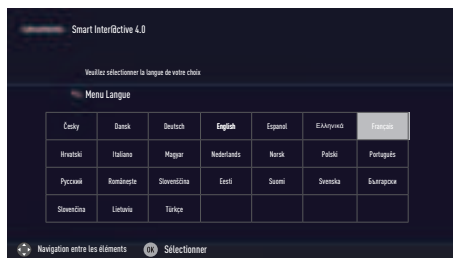 Smart Inter@ctive 4.0
Veuillez sélectionner la langue de votre choix
Menu Langue
Česky Dansk Deutsch English Espanol Ελληνικά Francais
Hrvatski Italiano Magyar Nederlands Norsk Polski Português
Русский Românește Slovenščina Eesti Suomi Svenska Български
Slovenčina Lietuviu Türkçe
Navigation entre les éléments OK Sélectionner